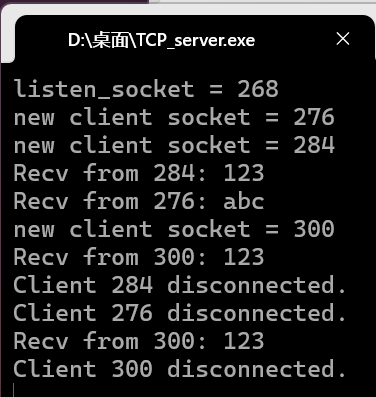 D:\桌面\TCP_server.exe
listen_socket = 268
new client socket = 276
new client socket = 284
Recv from 284: 123
Recv from 276: abc
new client socket = 300
Recv from 300: 123
Client 284 disconnected.
Client 276 disconnected.
Recv from 300: 123
Client 300 disconnected.